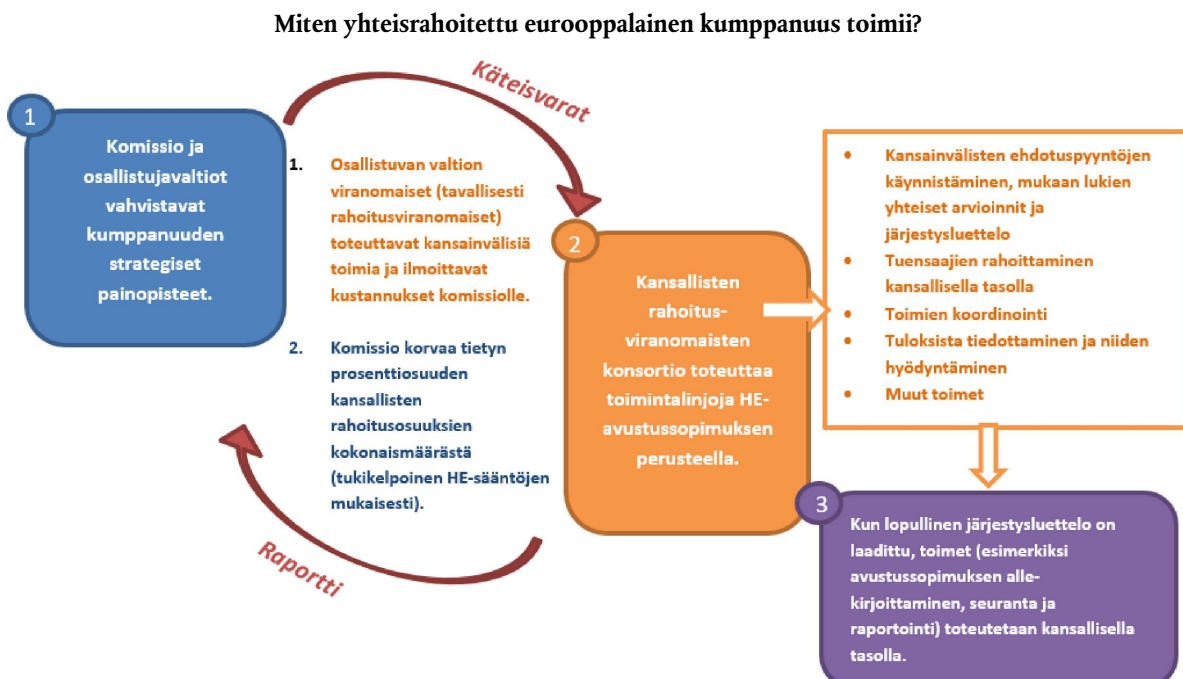 Miten yhteisrahoitettu eurooppalainen kumppanuus toimii?
1
Komissio ja
osallistujavaltiot
vahvistavat
kumppanuuden
strategiset
painopisteet.
Käteisvarat
1. Osallistuvan valtion
viranomaiset (tavallisesti
rahoitusviranomaiset)
toteuttavat kansainvälisiä
toimia ja ilmoittavat
kustannukset komissiolle.
2. Komissio korvaa tietyn
prosenttiosuuden
kansallisten
rahoitusosuuksien
kokonaismäärästä
(tukikelpoinen HE-sääntöjen
mukaisesti).
Raportti
2
Kansallisten
rahoitus-
viranomaisten
konsortio toteuttaa
toimintalinjoja HE-
avustussopimuksen
perusteella.
• Kansainvälisten ehdotuspyyntöjen
käynnistäminen, mukaan lukien
yhteiset arvioinnit ja
järjestysluettelo
• Tuensaajien rahoittaminen
kansallisella tasolla
• Toimien koordinointi
• Tuloksista tiedottaminen ja niiden
hyödyntäminen
• Muut toimet
3
Kun lopullinen järjestysluettelo on
laadittu, toimet (esimerkiksi
avustussopimuksen alle-
kirjoittaminen, seuranta ja
raportointi) toteutetaan kansallisella
tasolla.